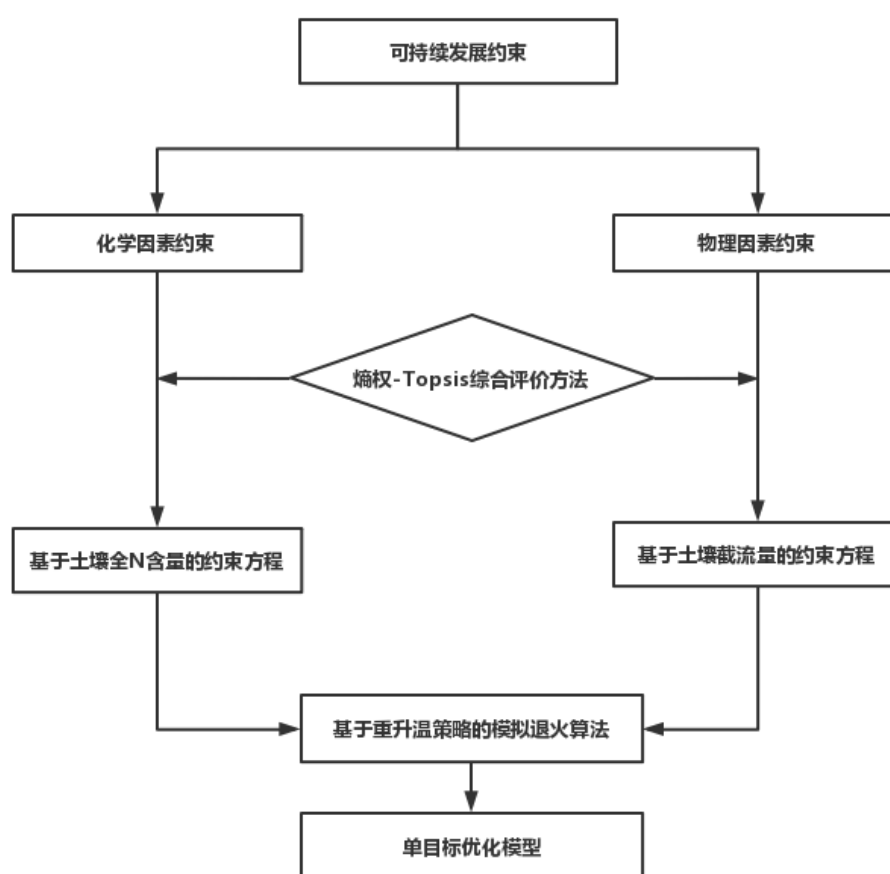 可持续发展约束
化学因素约束
物理因素约束
熵权-Topsis综合评价方法
基于土壤全N含量的约束方程
基于土壤截流量的约束方程
基于重升温策略的模拟退火算法
单目标优化模型